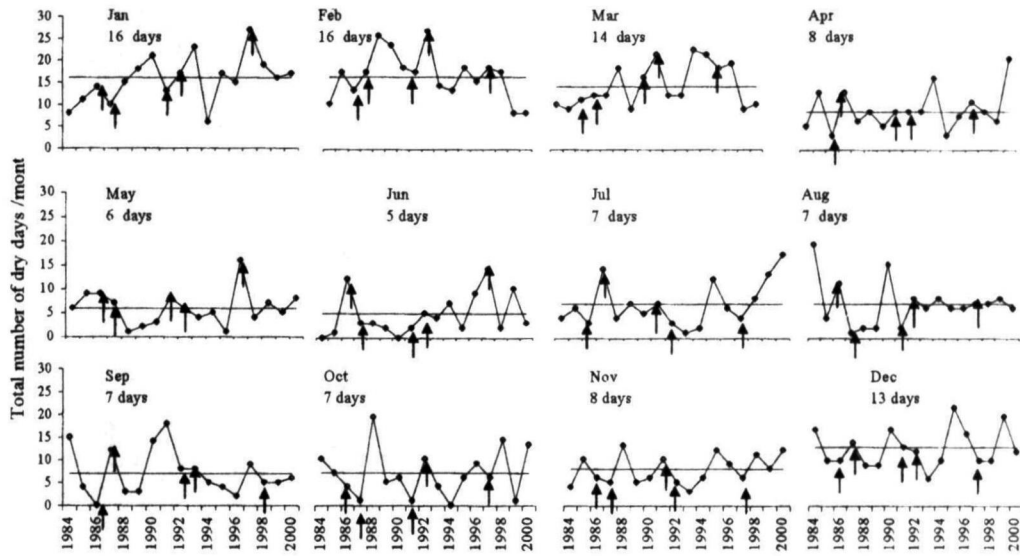 Jan
16 days
Feb
16 days
Mar
14 days
Apr
8 days
30
25
20
15
10
5
0
May
6 days
Jun
5 days
Jul
7 days
Aug
7 days
30
25
20
15
10
5
0
Total number of dry days /mont
Sep
7 days
Oct
7 days
Nov
8 days
Dec
13 days
30
25
20
15
10
5
0
1984 1986 1988 1990 1992 1994 1996 1998 2000
1984 1986 1988 1990 1992 1994 1996 1998 2000
1984 1986 1988 1990 1992 1994 1996 1998 2000
1984 1986 1988 1990 1992 1994 1996 1998 2000